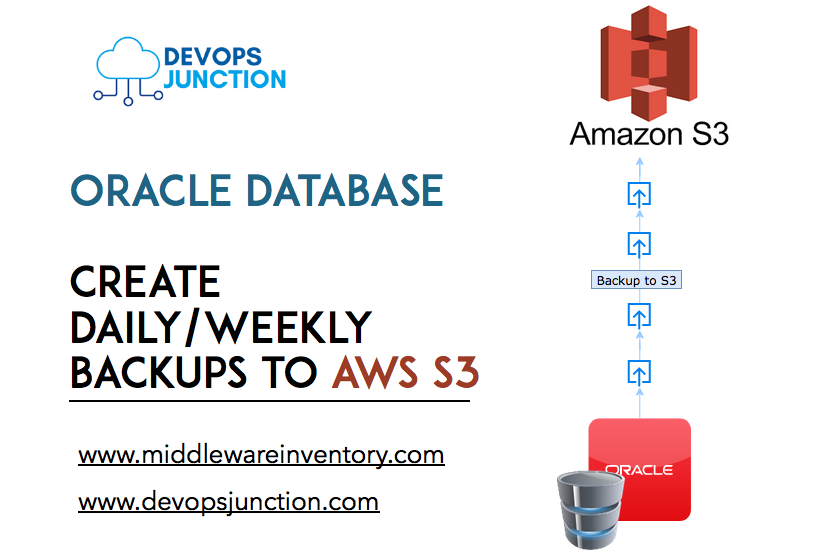 DEVOPS
JUNCTION
ORACLE DATABASE
CREATE
DAILY/WEEKLY
BACKUPS TO AWS S3
www.middlewareinventory.com
www.devopsjunction.com
Amazon S3
Backup to S3
ORACLE